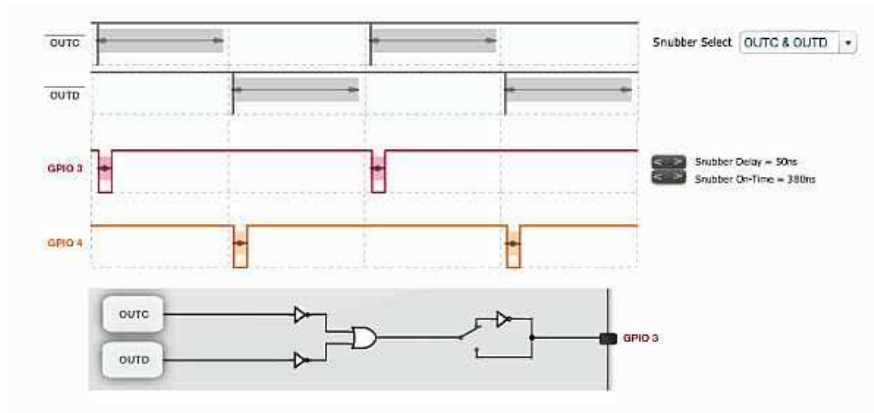 OUTC
Snubber Select OUTC & OUTD
OUTD
GPIO 3
Snubber Delay = 50ns
Snubber On-Time = 380ns
GPIO 4
OUTC
OUTD
GPIO 3